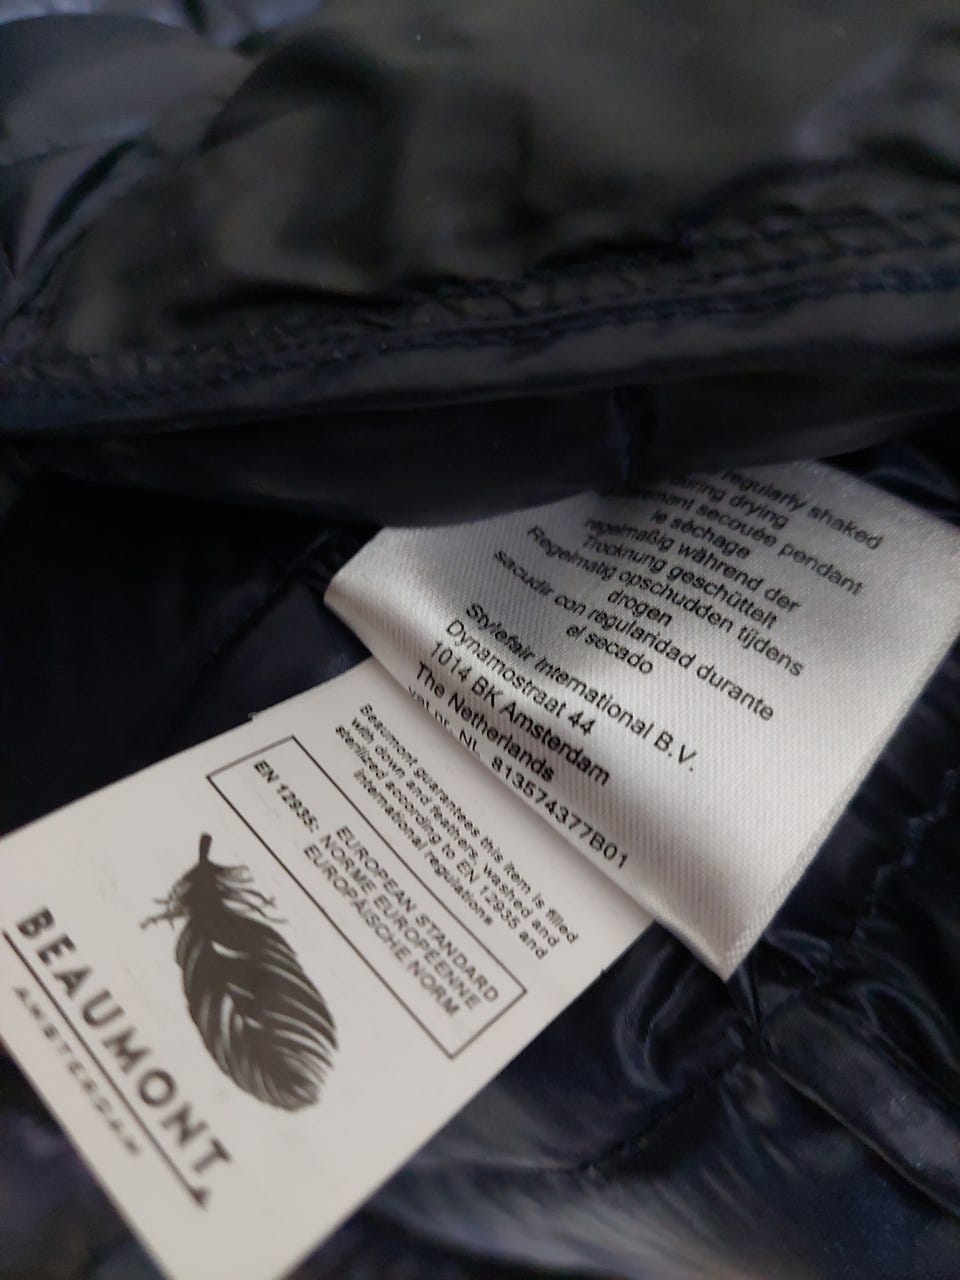 regularly shaked
during drying
secouée pendant
le séchage
regelmäßig während der
Trocknung geschüttelt
Regelmatig opschudden tijdens
drogen
sacudir con regularidad durante
el secado
Stylefair International B.V.
Dynamostraat 44
1014 BK Amsterdam
The Netherlands
vat nr. NL 813574377B01
Beaumont guarantees this item is filled
with down and feathers, washed and
sterilized according to EN 12935 and
international regulations
EN 12935: EUROPEAN STANDARD
NORME EUROPÉENNE
EUROPÄISCHE NORM
BEAUMONT
AMSTERDAM